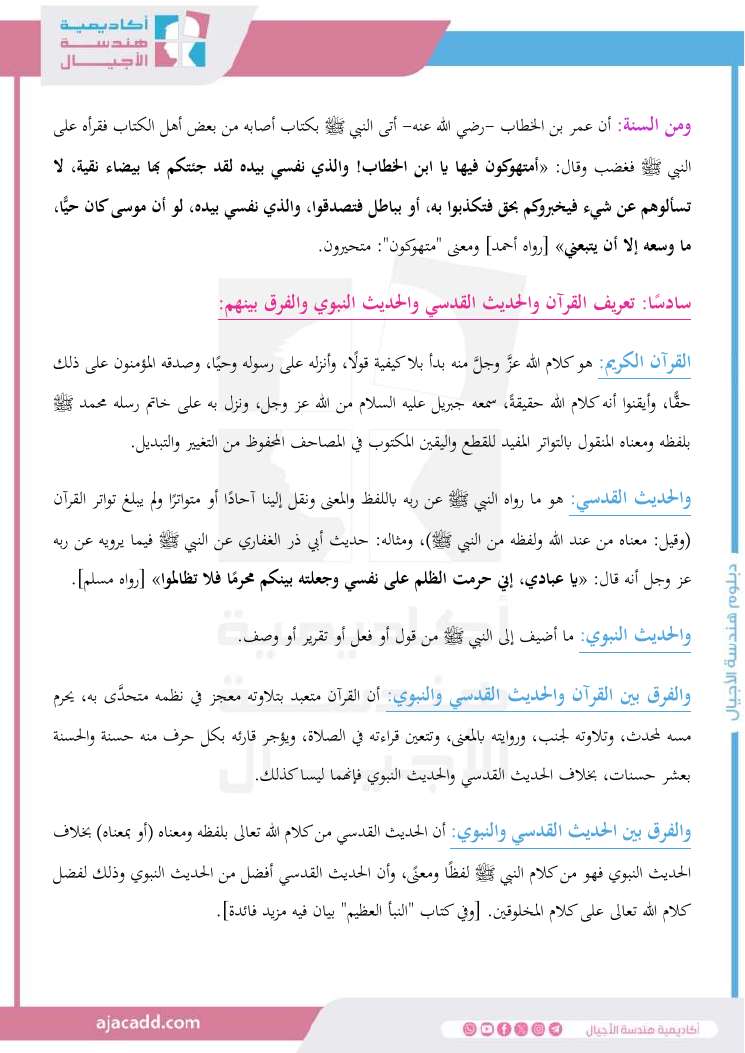 أكاديمية
هندسة
الأجيال
ومن السنة: أن عمر بن الخطاب -رضي الله عنه- أتى النبي ﷺ بكتاب أصابه من بعض أهل الكتاب فقرأه على
النبي ﷺ فغضب وقال: «أمتهوكون فيها يا ابن الخطاب! والذي نفسي بيده لقد جئتكم بها بيضاء نقية، لا
تسألوهم عن شيء فيخبروكم بحق فتكذبوا به، أو بباطل فتصدقوا، والذي نفسي بيده، لو أن موسى كان حيًّا،
ما وسعه إلا أن يتبعني» [رواه أحمد] ومعنى "متهوكون": متحيرون.
سادسًا: تعريف القرآن والحديث القدسي والحديث النبوي والفرق بينهم:
القرآن الكريم: هو كلام الله عزَّ وجلَّ منه بدأ بلا كيفية قولًا، وأنزله على رسوله وحيًا، وصدقه المؤمنون على ذلك
حقًّا، وأيقنوا أنه كلام الله حقيقةً، سمعه جبريل عليه السلام من الله عز وجل، ونزل به على خاتم رسله محمد ﷺ
بلفظه ومعناه المنقول بالتواتر المفيد للقطع واليقين المكتوب في المصاحف المحفوظ من التغيير والتبديل.
والحديث القدسي: هو ما رواه النبي ﷺ عن ربه باللفظ والمعنى ونقل إلينا آحادًا أو متواترًا ولم يبلغ تواتر القرآن
(وقيل: معناه من عند الله ولفظه من النبي ﷺ)، ومثاله: حديث أبي ذر الغفاري عن النبي ﷺ فيما يرويه عن ربه
عز وجل أنه قال: «يا عبادي، إني حرمت الظلم على نفسي وجعلته بينكم محرمًا فلا تظالموا» [رواه مسلم].
والحديث النبوي: ما أضيف إلى النبي ﷺ من قول أو فعل أو تقرير أو وصف.
والفرق بين القرآن والحديث القدسي والنبوي: أن القرآن متعبد بتلاوته معجز في نظمه متحدَّى به، يحرم
مسه لمحدث، وتلاوته لجنب، وروايته بالمعنى، وتتعين قراءته في الصلاة، ويؤجر قارئه بكل حرف منه حسنة والحسنة
بعشر حسنات، بخلاف الحديث القدسي والحديث النبوي فإنهما ليسا كذلك.
والفرق بين الحديث القدسي والنبوي: أن الحديث القدسي من كلام الله تعالى بلفظه ومعناه (أو بمعناه) بخلاف
الحديث النبوي فهو من كلام النبي ﷺ لفظًا ومعنًى، وأن الحديث القدسي أفضل من الحديث النبوي وذلك لفضل
كلام الله تعالى على كلام المخلوقين. [وفي كتاب "النبأ العظيم" بيان فيه مزيد فائدة].
دبلوم هندسة الأجيال
أكاديمية
هندسة
الأجيال
أكاديمية هندسة الأجيال
ajacadd.com